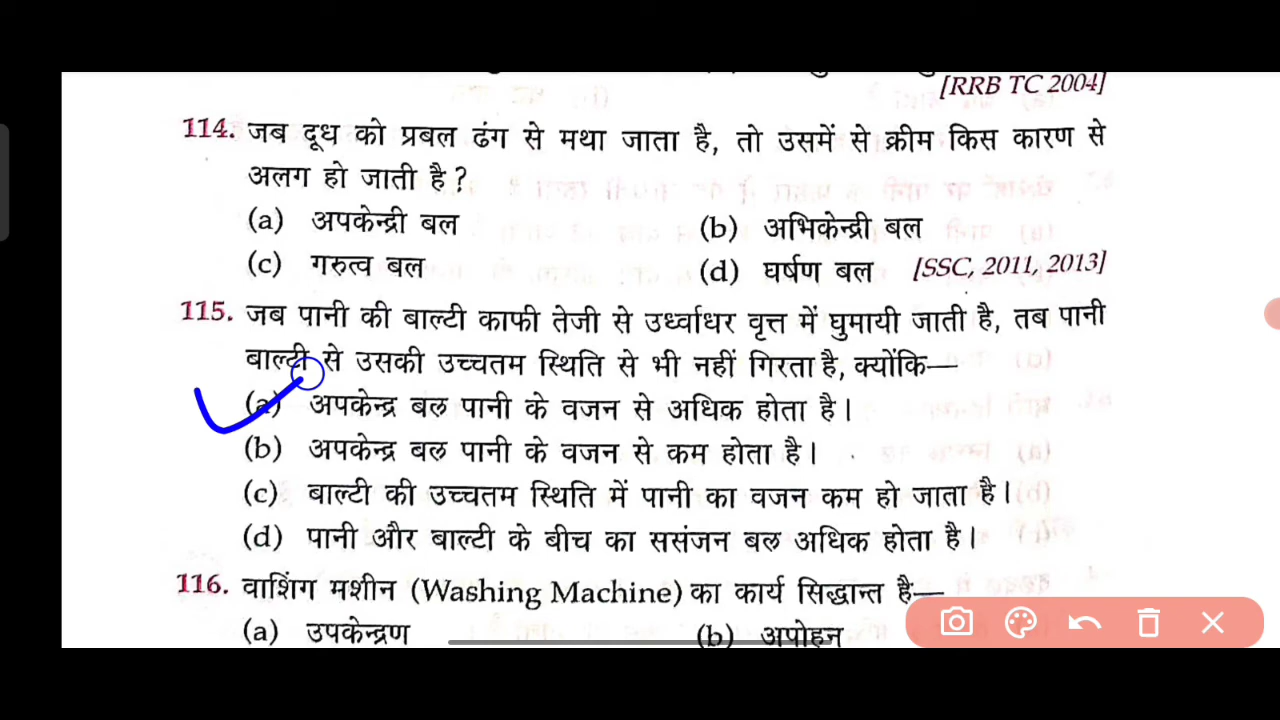 [RRB TC 2004]
114. जब दूध को प्रबल ढंग से मथा जाता है, तो उसमें से क्रीम किस कारण से
अलग हो जाती है?
(a) अपकेन्द्री बल (b) अभिकेन्द्री बल
(c) गरुत्व बल (d) घर्षण बल [SSC, 2011, 2013]
115. जब पानी की बाल्टी काफी तेजी से उर्ध्वाधर वृत्त में घुमायी जाती है, तब पानी
बाल्टी से उसकी उच्चतम स्थिति से भी नहीं गिरता है, क्योंकि—
(a) अपकेन्द्र बल पानी के वजन से अधिक होता है।
(b) अपकेन्द्र बल पानी के वजन से कम होता है।
(c) बाल्टी की उच्चतम स्थिति में पानी का वजन कम हो जाता है।
(d) पानी और बाल्टी के बीच का ससंजन बल अधिक होता है।
116. वाशिंग मशीन (Washing Machine) का कार्य सिद्धान्त है—
(a) उपकेन्द्रण (b) अपोहन